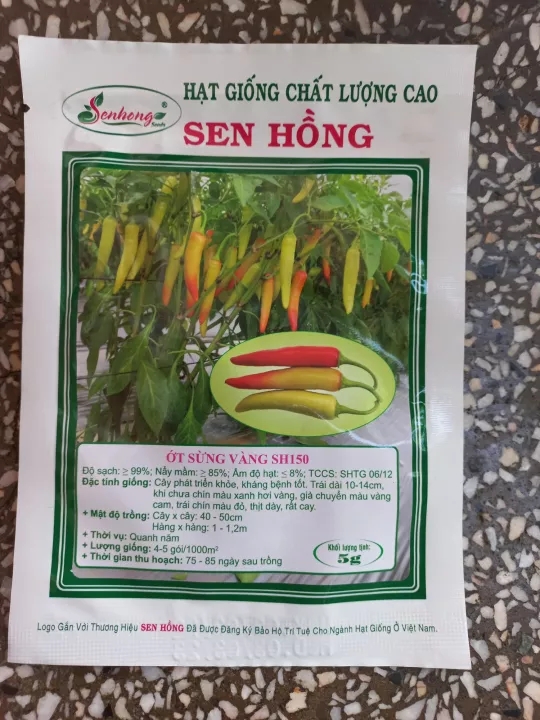 Senhong ®
Seeds
HẠT GIỐNG CHẤT LƯỢNG CAO
SEN HỒNG
ỚT SỪNG VÀNG SH150
Độ sạch: ≥ 99%; Nẩy mầm: ≥ 85%; Ẩm độ hạt: ≤ 8%; TCCS: SHTG 06/12
Đặc tính giống: Cây phát triển khỏe, kháng bệnh tốt. Trái dài 10-14cm,
khi chưa chín màu xanh hơi vàng, già chuyển màu vàng
cam, trái chín màu đỏ, thịt dày, rất cay.
+ Mật độ trồng: Cây x cây: 40 - 50cm
Hàng x hàng: 1 - 1,2m
+ Thời vụ: Quanh năm
+ Lượng giống: 4-5 gói/1000m²
+ Thời gian thu hoạch: 75 - 85 ngày sau trồng
Khối lượng tịnh:
5g
Logo Gắn Với Thương Hiệu SEN HỒNG Đã Được Đăng Ký Bảo Hộ Trí Tuệ Cho Ngành Hạt Giống Ở Việt Nam.